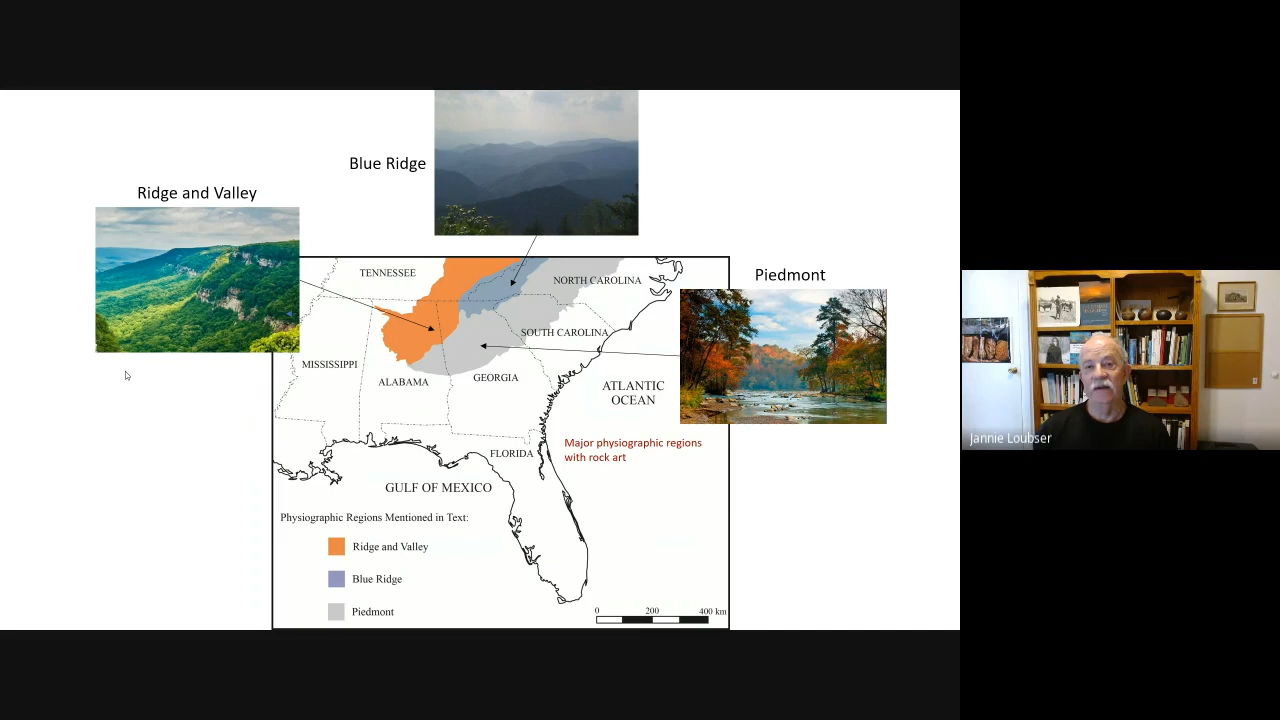 Blue Ridge
Ridge and Valley
Piedmont
TENNESSEE
NORTH CAROLINA
SOUTH CAROLINA
MISSISSIPPI
ALABAMA
GEORGIA
ATLANTIC
OCEAN
Major physiographic regions
with rock art
FLORIDA
GULF OF MEXICO
Physiographic Regions Mentioned in Text:
Ridge and Valley
Blue Ridge
Piedmont
0 200 400 km
Jannie Loubser